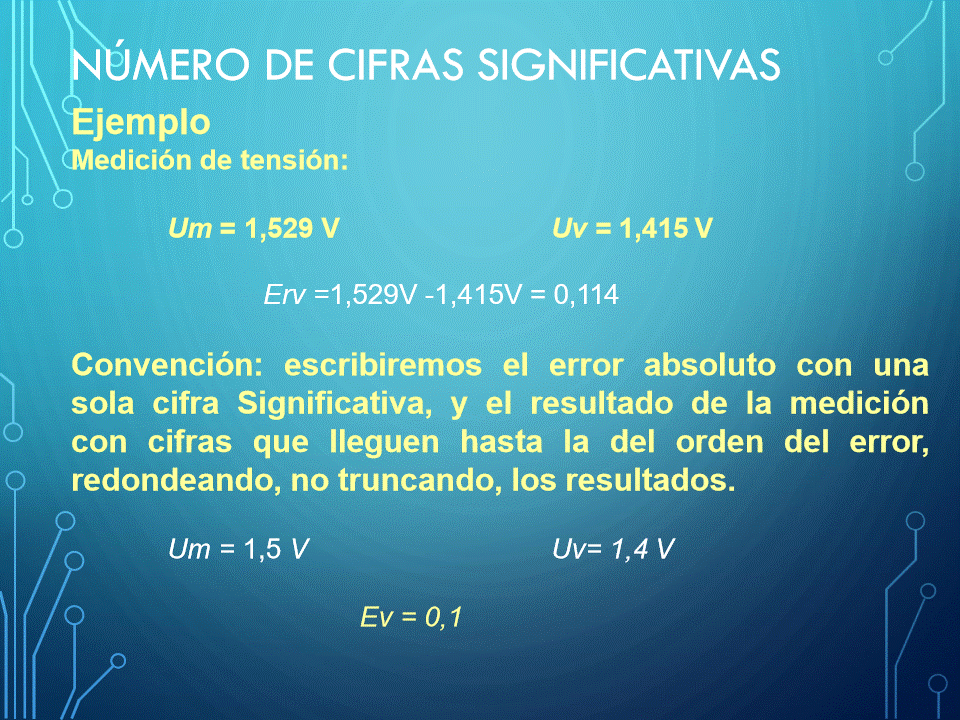 NÚMERO DE CIFRAS SIGNIFICATIVAS
Ejemplo
Medición de tensión:
Um = 1,529 V Uv = 1,415 V
Erv =1,529V -1,415V = 0,114
Convención: escribiremos el error absoluto con una
sola cifra Significativa, y el resultado de la medición
con cifras que lleguen hasta la del orden del error,
redondeando, no truncando, los resultados.
Um = 1,5 V Uv= 1,4 V
Ev = 0,1